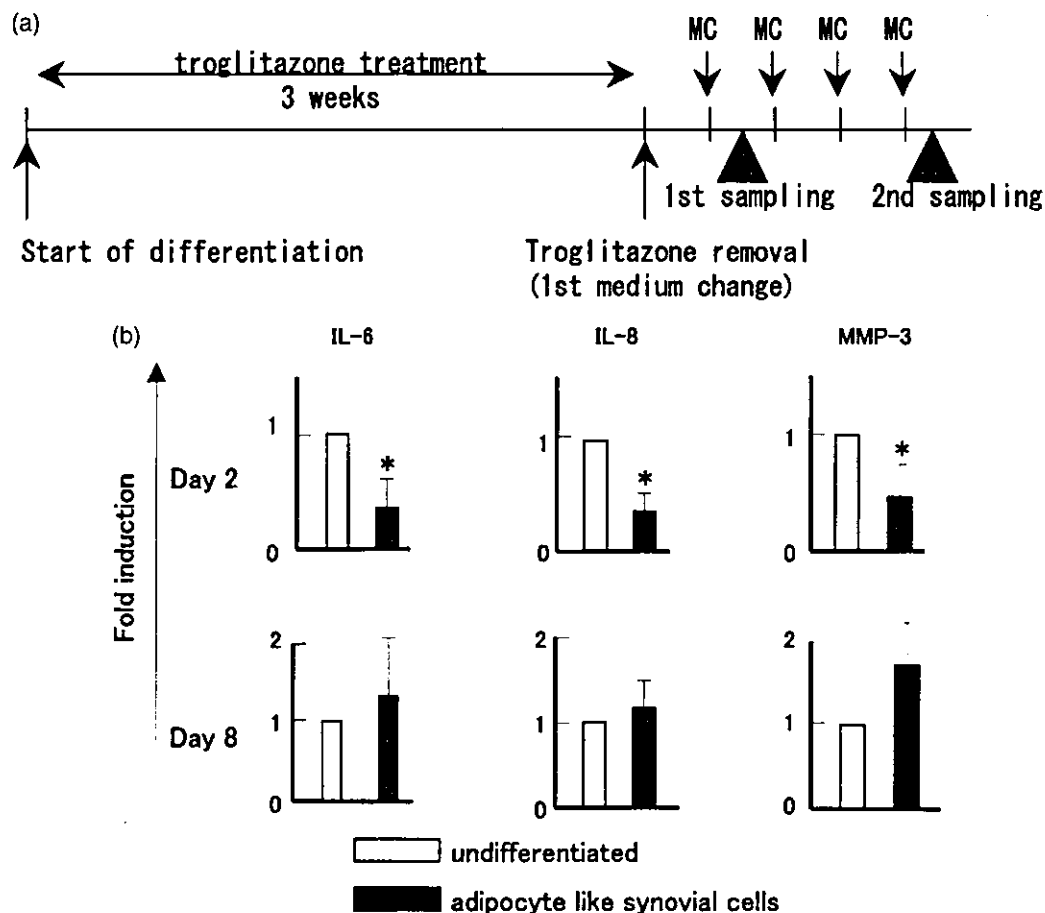 (a)
MC MC MC MC
troglitazone treatment
3 weeks
1st sampling 2nd sampling
Start of differentiation
Troglitazone removal
(1st medium change)
(b)
IL-6 IL-8 MMP-3
Fold induction
Day 2
1
*
0
1
*
0
1
*
0
Day 8
2
1
0
2
1
0
2
1
0
undifferentiated
adipocyte like synovial cells